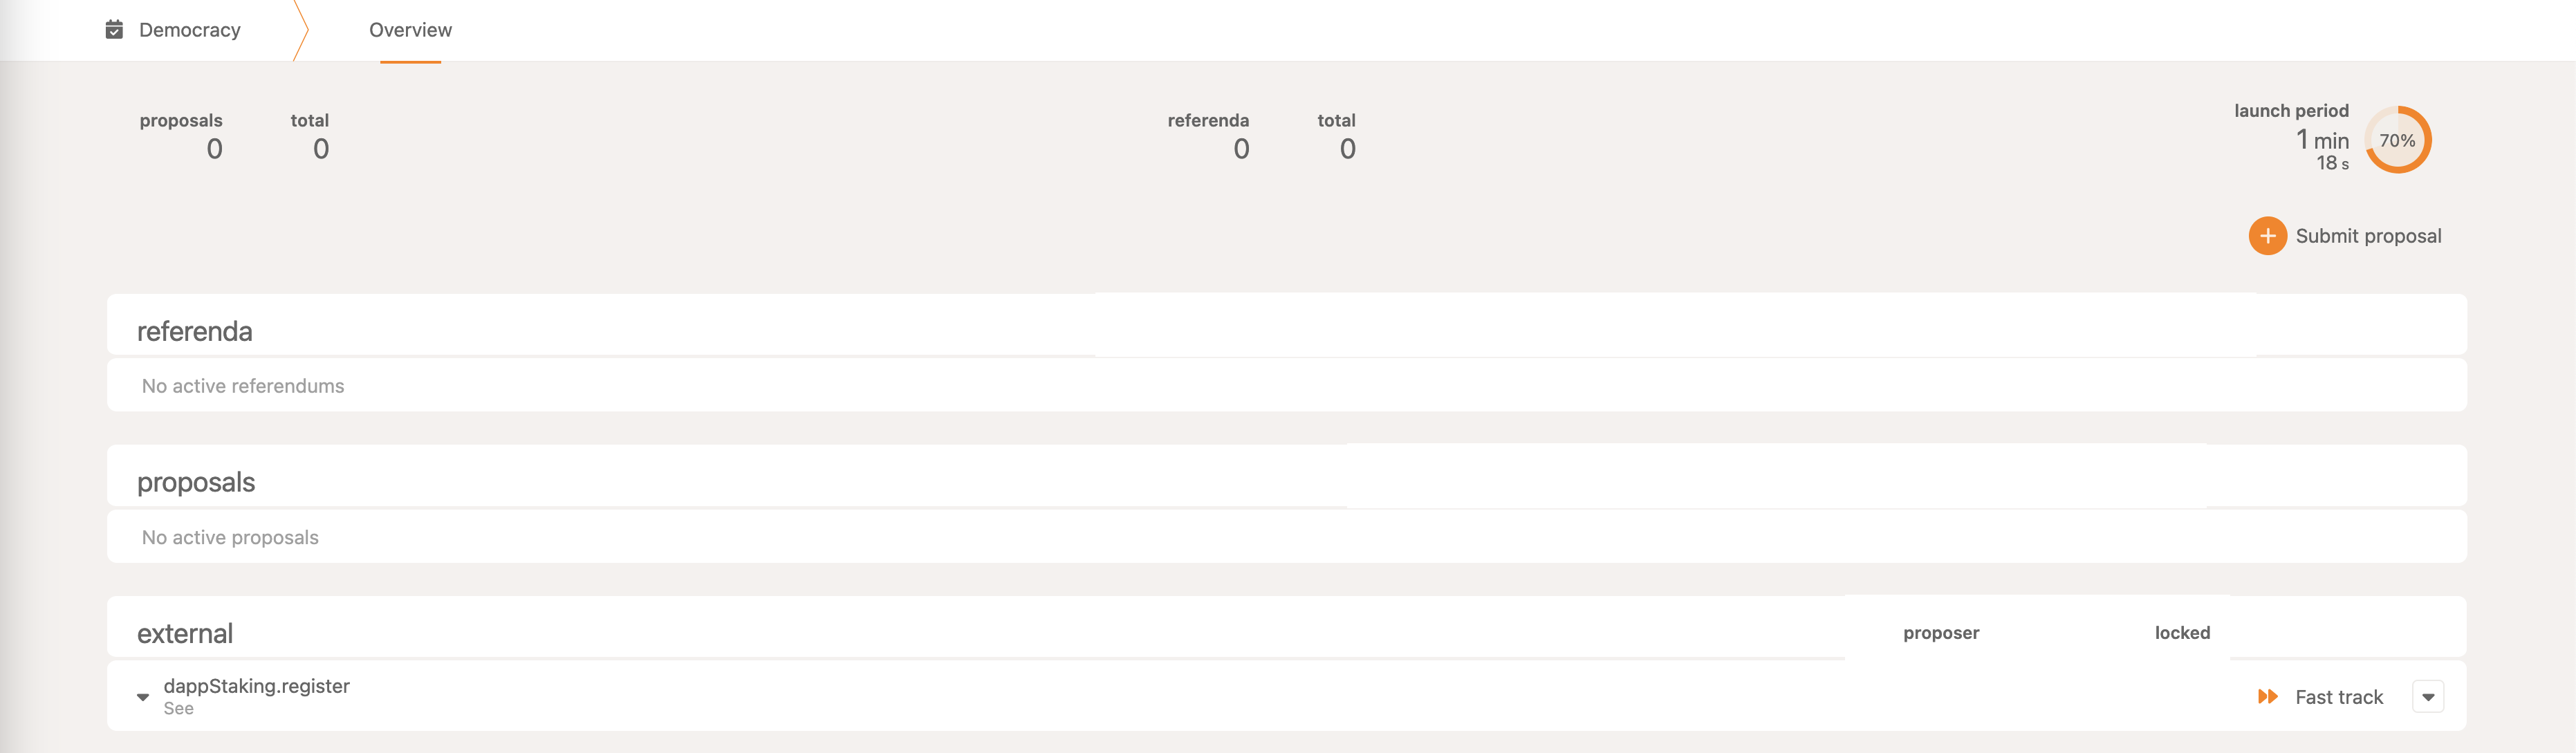 Democracy
Overview
proposals
0
total
0
referenda
0
total
0
launch period
1 min
18 s
70%
Submit proposal
referenda
No active referendums
proposals
No active proposals
external
proposer
locked
dappStaking.register
See
Fast track